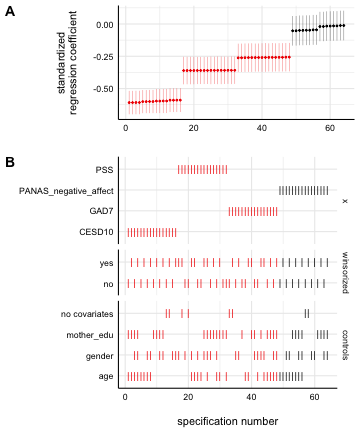 A
standardized
regression coefficient
0.00
-0.25
-0.50
0
20
40
60
B
PSS
PANAS_negative_affect
GAD7
CESD10
x
yes
no
winsorized
no covariates
mother_edu
gender
age
controls
0
20
40
60
specification number